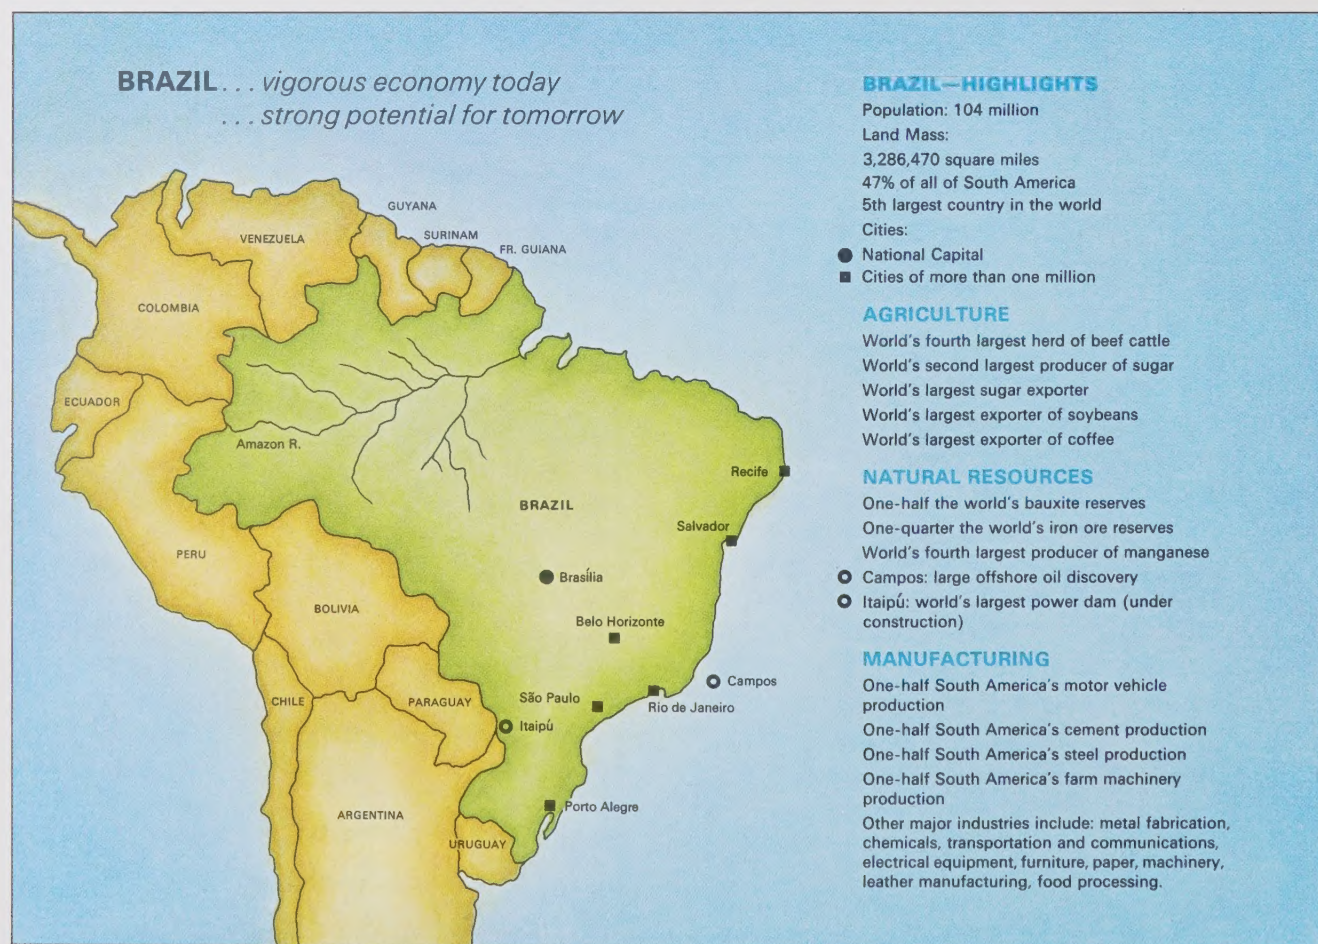 BRAZIL... vigorous economy today
... strong potential for tomorrow
GUYANA
SURINAM
FR. GUIANA
VENEZUELA
COLOMBIA
ECUADOR
Amazon R.
PERU
BRAZIL
Recife
Salvador
Brasília
BOLIVIA
Belo Horizonte
Campos
São Paulo
Rio de Janeiro
CHILE
PARAGUAY
Itaipú
Porto Alegre
ARGENTINA
URUGUAY
BRAZIL—HIGHLIGHTS
Population: 104 million
Land Mass:
3,286,470 square miles
47% of all of South America
5th largest country in the world
Cities:
National Capital
Cities of more than one million
AGRICULTURE
World's fourth largest herd of beef cattle
World's second largest producer of sugar
World's largest sugar exporter
World's largest exporter of soybeans
World's largest exporter of coffee
NATURAL RESOURCES
One-half the world's bauxite reserves
One-quarter the world's iron ore reserves
World's fourth largest producer of manganese
Campos: large offshore oil discovery
Itaipú: world's largest power dam (under
construction)
MANUFACTURING
One-half South America's motor vehicle
production
One-half South America's cement production
One-half South America's steel production
One-half South America's farm machinery
production
Other major industries include: metal fabrication,
chemicals, transportation and communications,
electrical equipment, furniture, paper, machinery,
leather manufacturing, food processing.